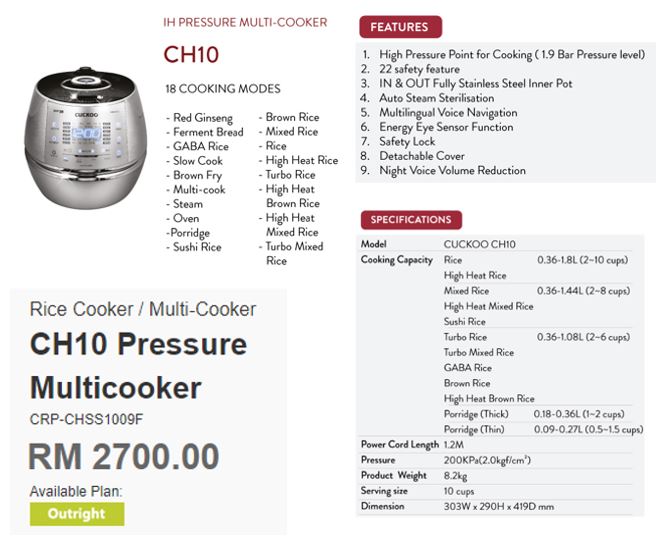 IH PRESSURE MULTI-COOKER
CH10
18 COOKING MODES
- Red Ginseng
- Ferment Bread
- GABA Rice
- Slow Cook
- Brown Fry
- Multi-cook
- Steam
- Oven
-Porridge
- Sushi Rice
- Brown Rice
- Mixed Rice
- Rice
- High Heat Rice
- Turbo Rice
- High Heat
Brown Rice
- High Heat
Mixed Rice
- Turbo Mixed
Rice
CUCKOO
FEATURES
1. High Pressure Point for Cooking ( 1.9 Bar Pressure level)
2. 22 safety feature
3. IN & OUT Fully Stainless Steel Inner Pot
4. Auto Steam Sterilisation
5. Multilingual Voice Navigation
6. Energy Eye Sensor Function
7. Safety Lock
8. Detachable Cover
9. Night Voice Volume Reduction
SPECIFICATIONS
Model CUCKOO CH10
Cooking Capacity Rice 0.36-1.8L (2~10 cups)
High Heat Rice
Mixed Rice 0.36-1.44L (2~8 cups)
High Heat Mixed Rice
Sushi Rice
Turbo Rice 0.36-1.08L (2~6 cups)
Turbo Mixed Rice
GABA Rice
Brown Rice
High Heat Brown Rice
Porridge (Thick) 0.18-0.36L (1~2 cups)
Porridge (Thin) 0.09-0.27L (0.5~1.5 cups)
Power Cord Length 1.2M
Pressure 200KPa(2.0kgf/cm²)
Product Weight 8.2kg
Serving size 10 cups
Dimension 303W x 290H x 419D mm
Rice Cooker / Multi-Cooker
CH10 Pressure
Multicooker
CRP-CHSS1009F
RM 2700.00
Available Plan:
Outright